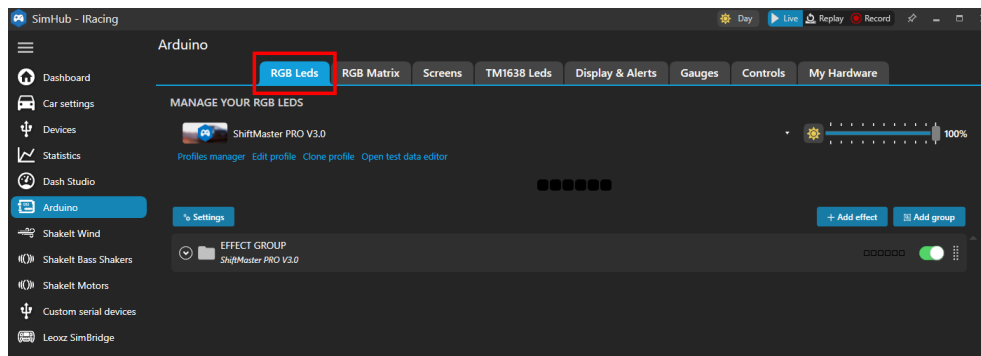 SimHub - IRacing
Day
Live
Replay
Record
Arduino
RGB Leds
RGB Matrix
Screens
TM1638 Leds
Display & Alerts
Gauges
Controls
My Hardware
Dashboard
Car settings
Devices
Statistics
Dash Studio
Arduino
ShakeIt Wind
ShakeIt Bass Shakers
ShakeIt Motors
Custom serial devices
Leoxz SimBridge
MANAGE YOUR RGB LEDS
ShiftMaster PRO V3.0
100%
Profiles manager Edit profile Clone profile Open test data editor
Settings
+ Add effect
Add group
EFFECT GROUP
ShiftMaster PRO V3.0